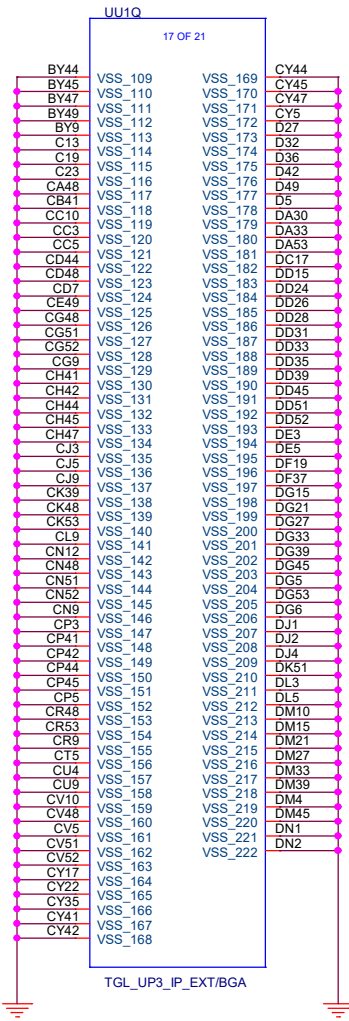 UU1Q
17 OF 21
BY44 VSS_109 VSS_169 CY44
BY45 VSS_110 VSS_170 CY45
BY47 VSS_111 VSS_171 CY47
BY49 VSS_112 VSS_172 CY5
BY9 VSS_113 VSS_173 D27
C13 VSS_114 VSS_174 D32
C19 VSS_115 VSS_175 D36
C23 VSS_116 VSS_176 D42
CA48 VSS_117 VSS_177 D49
CB41 VSS_118 VSS_178 D5
CC10 VSS_119 VSS_179 DA30
CC3 VSS_120 VSS_180 DA33
CC5 VSS_121 VSS_181 DA53
CD44 VSS_122 VSS_182 DC17
CD48 VSS_123 VSS_183 DD15
CD7 VSS_124 VSS_184 DD24
CE49 VSS_125 VSS_185 DD26
CG48 VSS_126 VSS_186 DD28
CG51 VSS_127 VSS_187 DD31
CG52 VSS_128 VSS_188 DD33
CG9 VSS_129 VSS_189 DD35
CH41 VSS_130 VSS_190 DD39
CH42 VSS_131 VSS_191 DD45
CH44 VSS_132 VSS_192 DD51
CH45 VSS_133 VSS_193 DD52
CH47 VSS_134 VSS_194 DE3
CJ3 VSS_135 VSS_195 DE5
CJ5 VSS_136 VSS_196 DF19
CJ9 VSS_137 VSS_197 DF37
CK39 VSS_138 VSS_198 DG15
CK48 VSS_139 VSS_199 DG21
CK53 VSS_140 VSS_200 DG27
CL9 VSS_141 VSS_201 DG33
CN12 VSS_142 VSS_202 DG39
CN48 VSS_143 VSS_203 DG45
CN51 VSS_144 VSS_204 DG5
CN52 VSS_145 VSS_205 DG53
CN9 VSS_146 VSS_206 DG6
CP3 VSS_147 VSS_207 DJ1
CP41 VSS_148 VSS_208 DJ2
CP42 VSS_149 VSS_209 DJ4
CP44 VSS_150 VSS_210 DK51
CP45 VSS_151 VSS_211 DL3
CP5 VSS_152 VSS_212 DL5
CR48 VSS_153 VSS_213 DM10
CR53 VSS_154 VSS_214 DM15
CR9 VSS_155 VSS_215 DM21
CT5 VSS_156 VSS_216 DM27
CU4 VSS_157 VSS_217 DM33
CU9 VSS_158 VSS_218 DM39
CV10 VSS_159 VSS_219 DM4
CV48 VSS_160 VSS_220 DM45
CV5 VSS_161 VSS_221 DN1
CV51 VSS_162 VSS_222 DN2
CV52 VSS_163
CY17 VSS_164
CY22 VSS_165
CY35 VSS_166
CY41 VSS_167
CY42 VSS_168
TGL_UP3_IP_EXT/BGA